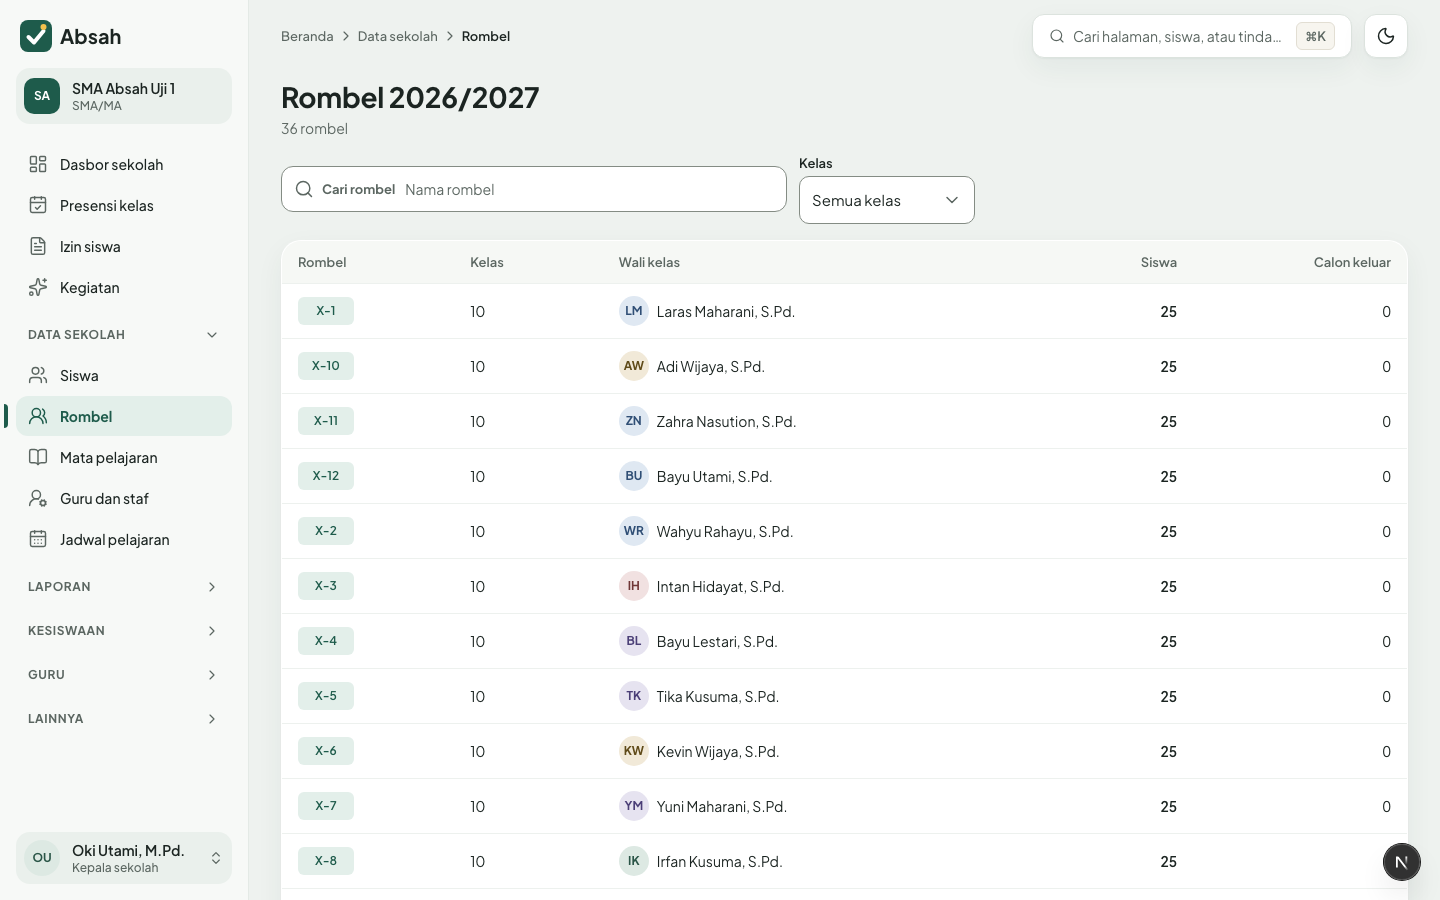 Absah
SA
SMA Absah Uji 1
SMA/MA
Dasbor sekolah
Presensi kelas
Izin siswa
Kegiatan
DATA SEKOLAH
Siswa
Rombel
Mata pelajaran
Guru dan staf
Jadwal pelajaran
LAPORAN
KESISWAAN
GURU
LAINNYA
OU
Oki Utami, M.Pd.
Kepala sekolah
Beranda > Data sekolah > Rombel
Cari halaman, siswa, atau tinda... ⌘K
Rombel 2026/2027
36 rombel
Kelas
Cari rombel Nama rombel
Semua kelas
Rombel Kelas Wali kelas Siswa Calon keluar
X-1 10 LM Laras Maharani, S.Pd. 25 0
X-10 10 AW Adi Wijaya, S.Pd. 25 0
X-11 10 ZN Zahra Nasution, S.Pd. 25 0
X-12 10 BU Bayu Utami, S.Pd. 25 0
X-2 10 WR Wahyu Rahayu, S.Pd. 25 0
X-3 10 IH Intan Hidayat, S.Pd. 25 0
X-4 10 BL Bayu Lestari, S.Pd. 25 0
X-5 10 TK Tika Kusuma, S.Pd. 25 0
X-6 10 KW Kevin Wijaya, S.Pd. 25 0
X-7 10 YM Yuni Maharani, S.Pd. 25 0
X-8 10 IK Irfan Kusuma, S.Pd. 25
N